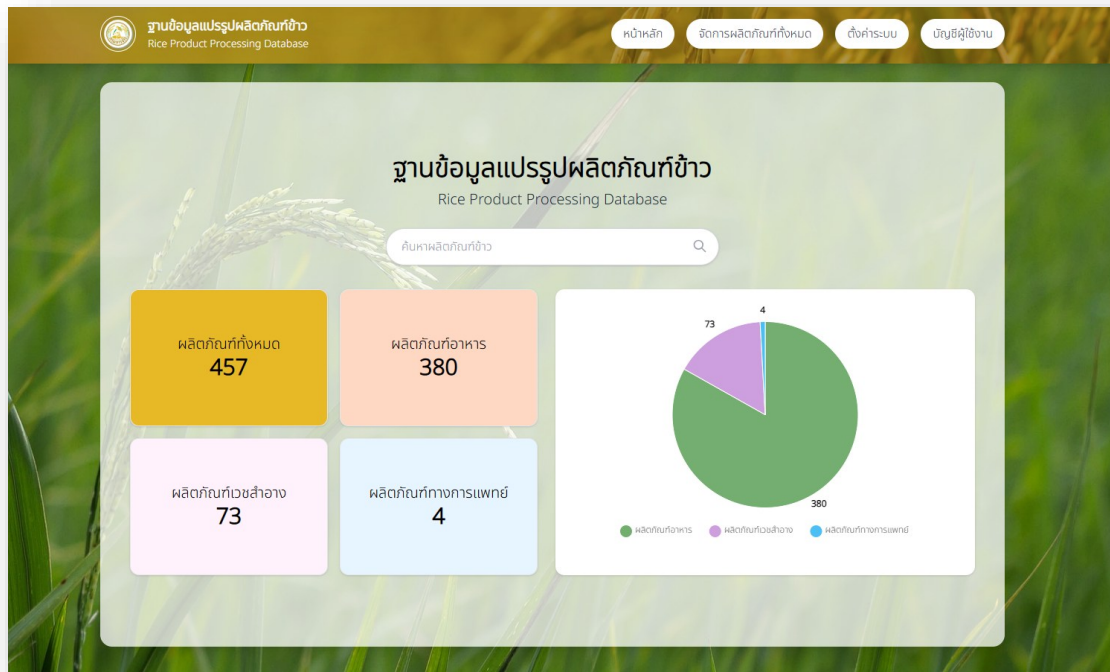 ฐานข้อมูลแปรรูปผลิตภัณฑ์ข้าว
Rice Product Processing Database
หน้าหลัก
จัดการผลิตภัณฑ์ทั้งหมด
ตั้งค่าระบบ
บัญชีผู้ใช้งาน
ฐานข้อมูลแปรรูปผลิตภัณฑ์ข้าว
Rice Product Processing Database
ค้นหาผลิตภัณฑ์ข้าว
ผลิตภัณฑ์ทั้งหมด
457
ผลิตภัณฑ์อาหาร
380
ผลิตภัณฑ์เวชสำอาง
73
ผลิตภัณฑ์ทางการแพทย์
4
4
73
380
ผลิตภัณฑ์อาหาร
ผลิตภัณฑ์เวชสำอาง
ผลิตภัณฑ์ทางการแพทย์